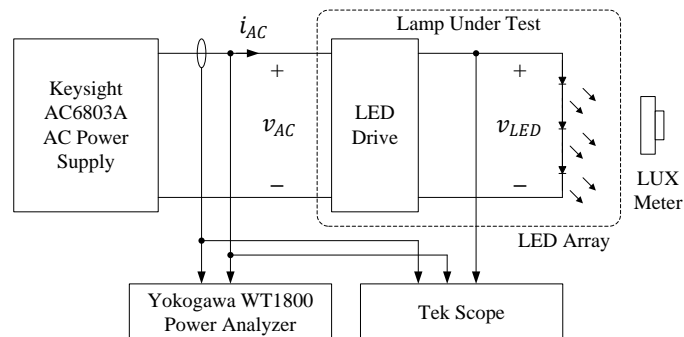 Lamp Under Test
i_AC
Keysight
AC6803A
AC Power
Supply
+
v_AC
−
LED
Drive
+
v_LED
−
LUX
Meter
LED Array
Yokogawa WT1800
Power Analyzer
Tek Scope